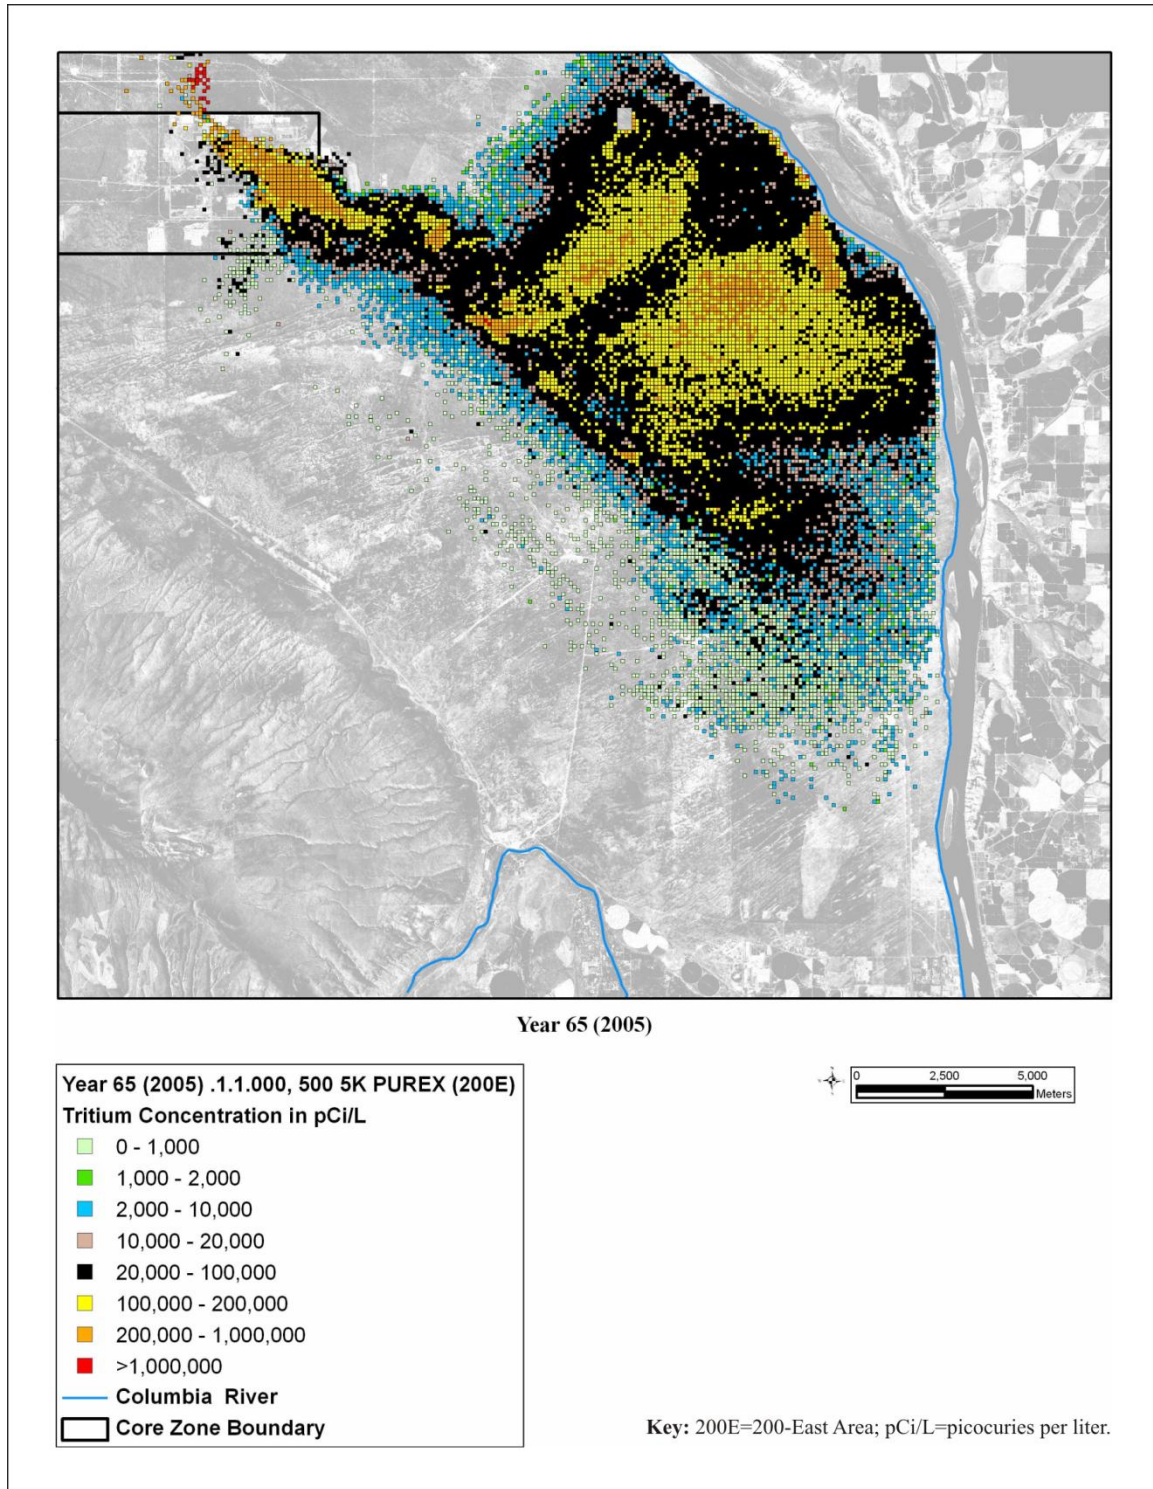 Year 65 (2005)
Year 65 (2005) .1.1.000, 500 5K PUREX (200E)
Tritium Concentration in pCi/L
0 - 1,000
1,000 - 2,000
2,000 - 10,000
10,000 - 20,000
20,000 - 100,000
100,000 - 200,000
200,000 - 1,000,000
>1,000,000
Columbia River
Core Zone Boundary
0 2,500 5,000
Meters
Key: 200E=200-East Area; pCi/L=picocuries per liter.